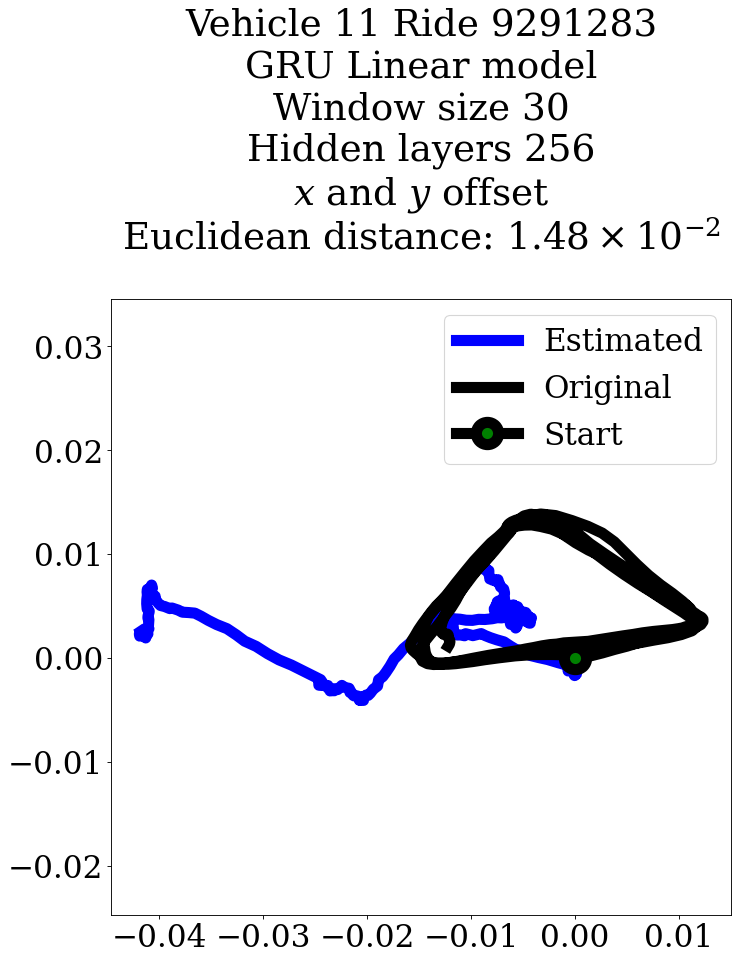 Vehicle 11 Ride 9291283
GRU Linear model
Window size 30
Hidden layers 256
x and y offset
Euclidean distance: 1.48 × 10⁻²
Estimated
Original
Start
0.03
0.02
0.01
0.00
−0.01
−0.02
−0.04 −0.03 −0.02 −0.01 0.00 0.01